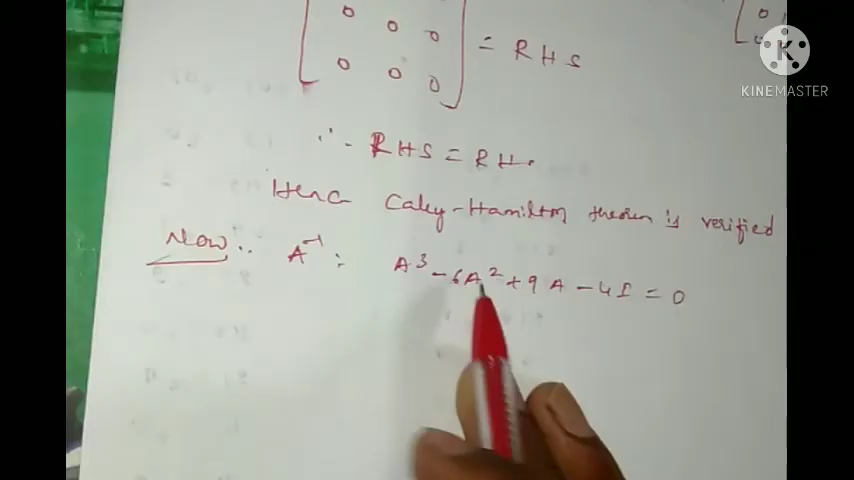 0 0 0 = RHS
0 0 0
KINEMASTER
∴ RHS = RH.
Henc Caley-Hamilton theorem is verified
Now.. A⁻¹ : A³ - 6A² + 9A - 4I = 0